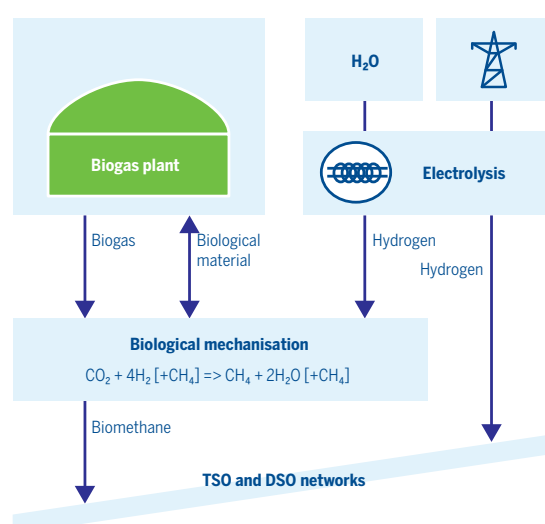 H₂O
Biogas plant
Electrolysis
Biogas
Biological
material
Hydrogen
Hydrogen
Biological mechanisation
CO₂ + 4H₂ [+CH₄] => CH₄ + 2H₂O [+CH₄]
Biomethane
TSO and DSO networks